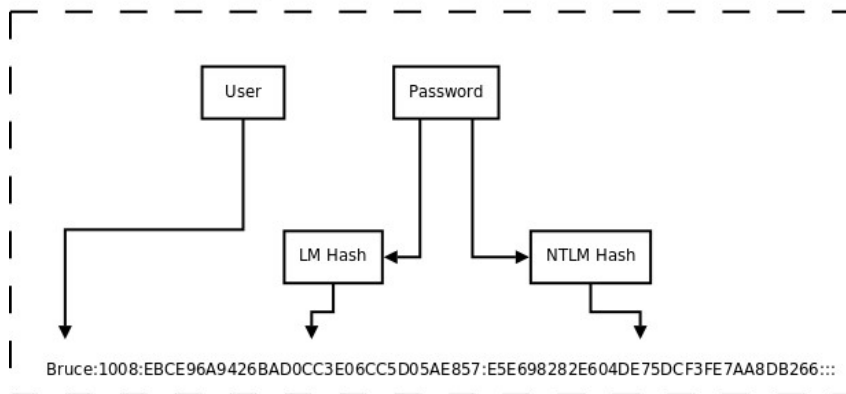 User
Password
LM Hash
NTLM Hash
Bruce:1008:EBCE96A9426BAD0CC3E06CC5D05AE857:E5E698282E604DE75DCF3FE7AA8DB266:::